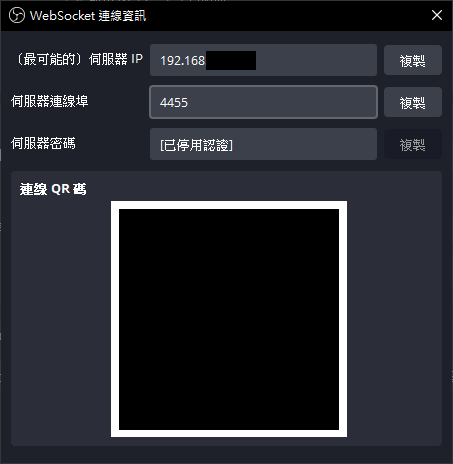 WebSocket 連線資訊
（最可能的）伺服器 IP 192.168 複製
伺服器連線埠 4455 複製
伺服器密碼 [已停用認證] 複製
連線 QR 碼